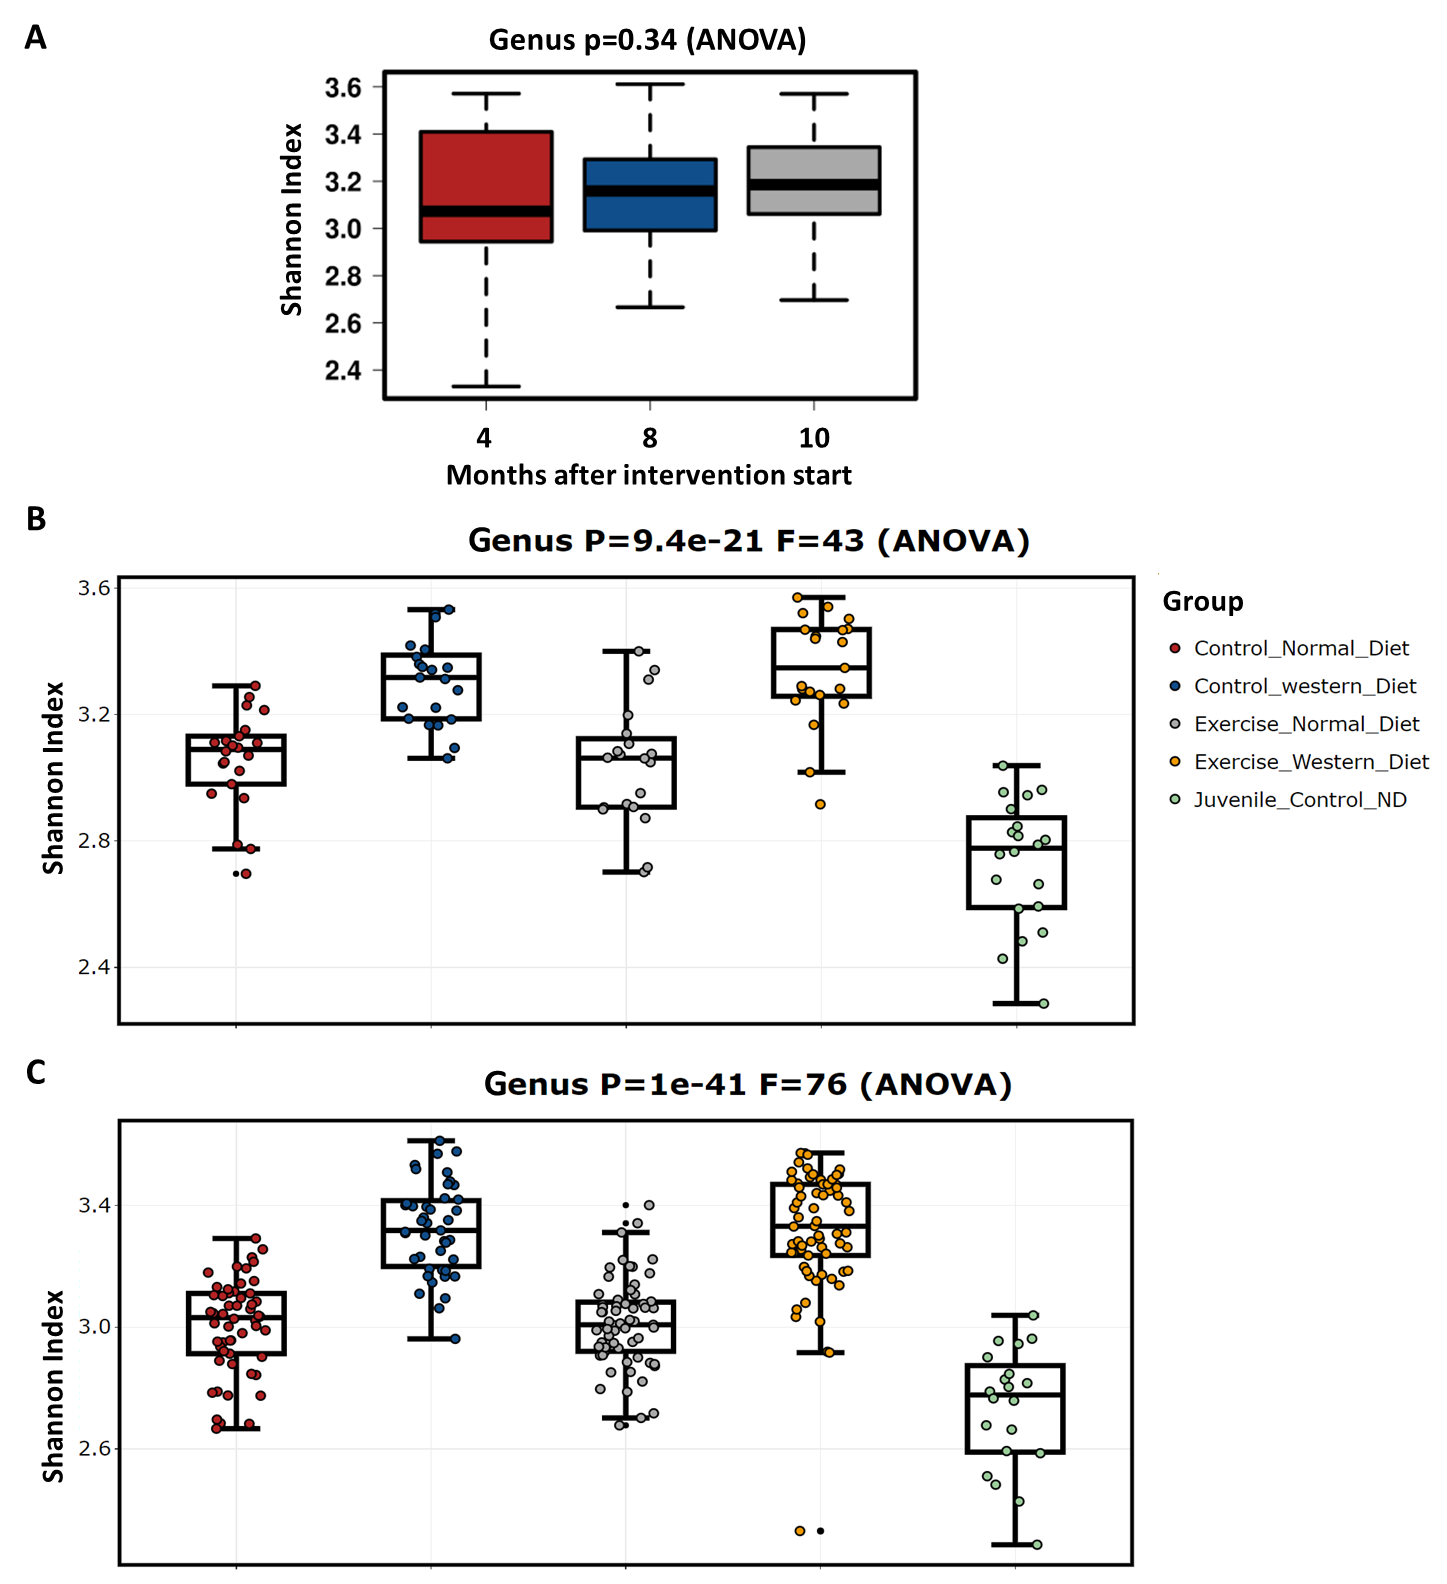 A
Genus p=0.34 (ANOVA)
Shannon Index
3.6
3.4
3.2
3.0
2.8
2.6
2.4
4 8 10
Months after intervention start
B
Genus P=9.4e-21 F=43 (ANOVA)
Shannon Index
3.6
3.2
2.8
2.4
Group
Control_Normal_Diet
Control_western_Diet
Exercise_Normal_Diet
Exercise_Western_Diet
Juvenile_Control_ND
C
Genus P=1e-41 F=76 (ANOVA)
Shannon Index
3.4
3.0
2.6